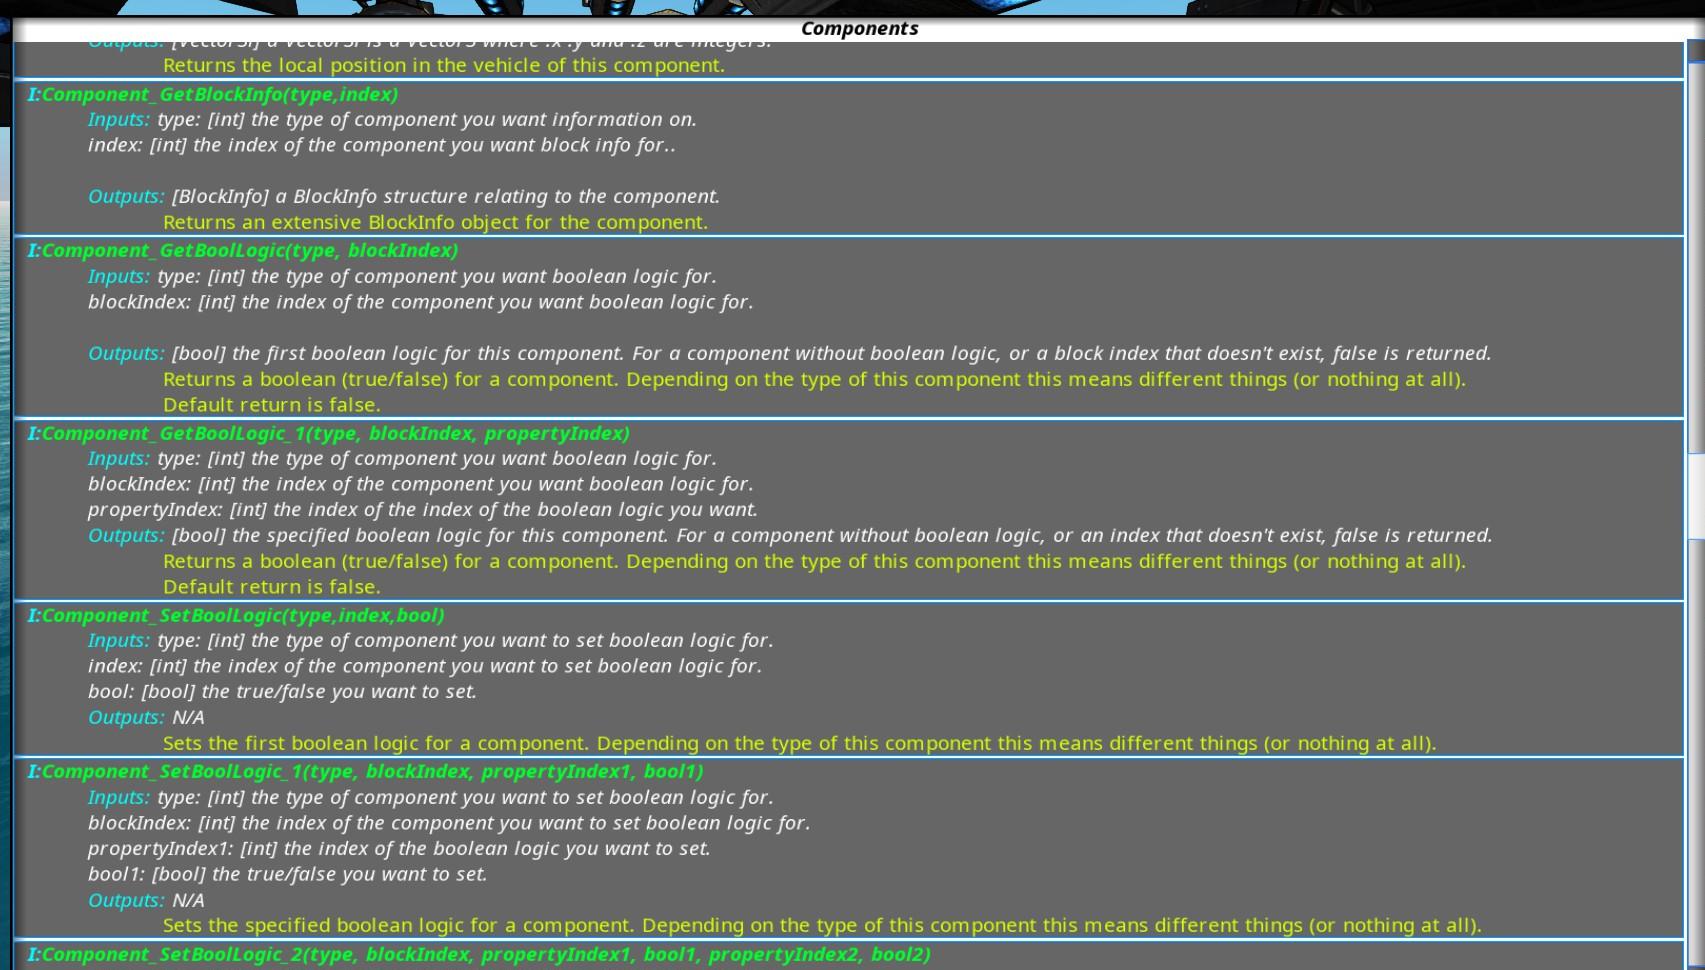 Components
Outputs: [Vector3i] a Vector3i is a Vector3 where .x .y and .z are integers.
Returns the local position in the vehicle of this component.
I:Component_GetBlockInfo(type,index)
Inputs: type: [int] the type of component you want information on.
index: [int] the index of the component you want block info for..
Outputs: [BlockInfo] a BlockInfo structure relating to the component.
Returns an extensive BlockInfo object for the component.
I:Component_GetBoolLogic(type, blockIndex)
Inputs: type: [int] the type of component you want boolean logic for.
blockIndex: [int] the index of the component you want boolean logic for.
Outputs: [bool] the first boolean logic for this component. For a component without boolean logic, or a block index that doesn't exist, false is returned.
Returns a boolean (true/false) for a component. Depending on the type of this component this means different things (or nothing at all).
Default return is false.
I:Component_GetBoolLogic_1(type, blockIndex, propertyIndex)
Inputs: type: [int] the type of component you want boolean logic for.
blockIndex: [int] the index of the component you want boolean logic for.
propertyIndex: [int] the index of the index of the boolean logic you want.
Outputs: [bool] the specified boolean logic for this component. For a component without boolean logic, or an index that doesn't exist, false is returned.
Returns a boolean (true/false) for a component. Depending on the type of this component this means different things (or nothing at all).
Default return is false.
I:Component_SetBoolLogic(type,index,bool)
Inputs: type: [int] the type of component you want to set boolean logic for.
index: [int] the index of the component you want to set boolean logic for.
bool: [bool] the true/false you want to set.
Outputs: N/A
Sets the first boolean logic for a component. Depending on the type of this component this means different things (or nothing at all).
I:Component_SetBoolLogic_1(type, blockIndex, propertyIndex1, bool1)
Inputs: type: [int] the type of component you want to set boolean logic for.
blockIndex: [int] the index of the component you want to set boolean logic for.
propertyIndex1: [int] the index of the boolean logic you want to set.
bool1: [bool] the true/false you want to set.
Outputs: N/A
Sets the specified boolean logic for a component. Depending on the type of this component this means different things (or nothing at all).
I:Component_SetBoolLogic_2(type, blockIndex, propertyIndex1, bool1, propertyIndex2, bool2)